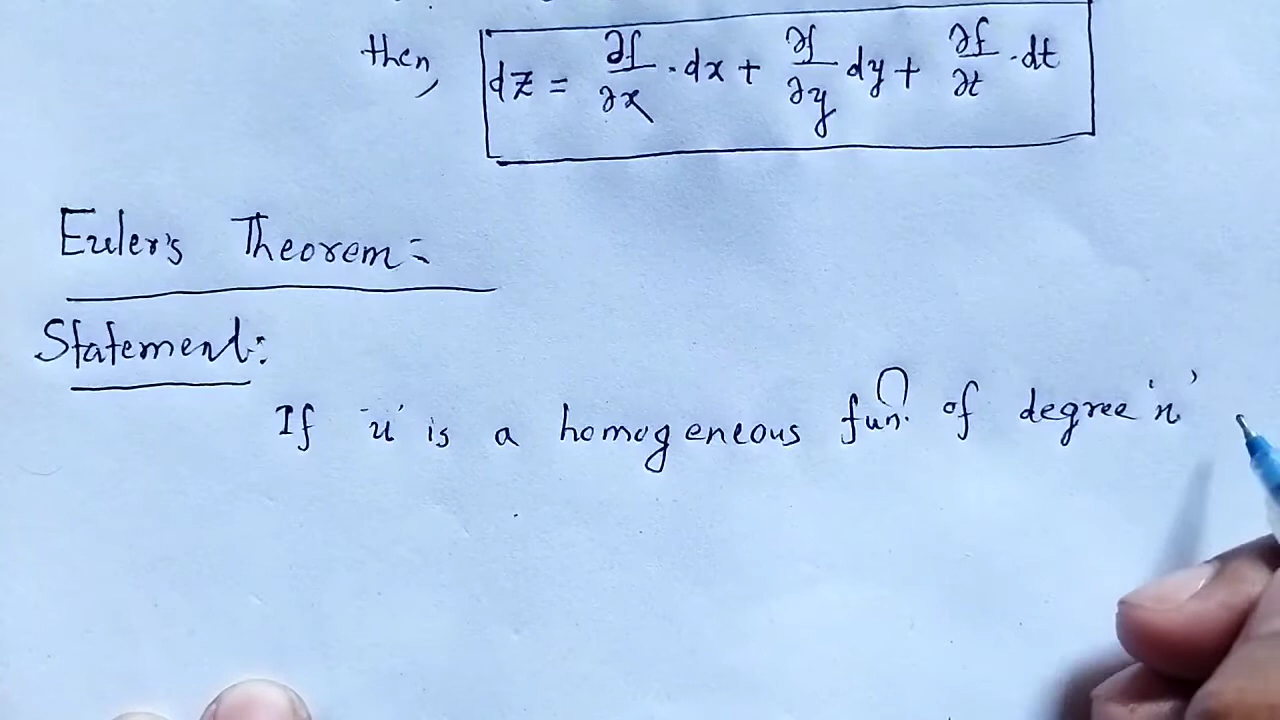 then, dz = ∂f/∂x · dx + ∂f/∂y dy + ∂f/∂t · dt
Euler's Theorem:-
Statement:
If 'u' is a homogeneous fun. of degree 'n'